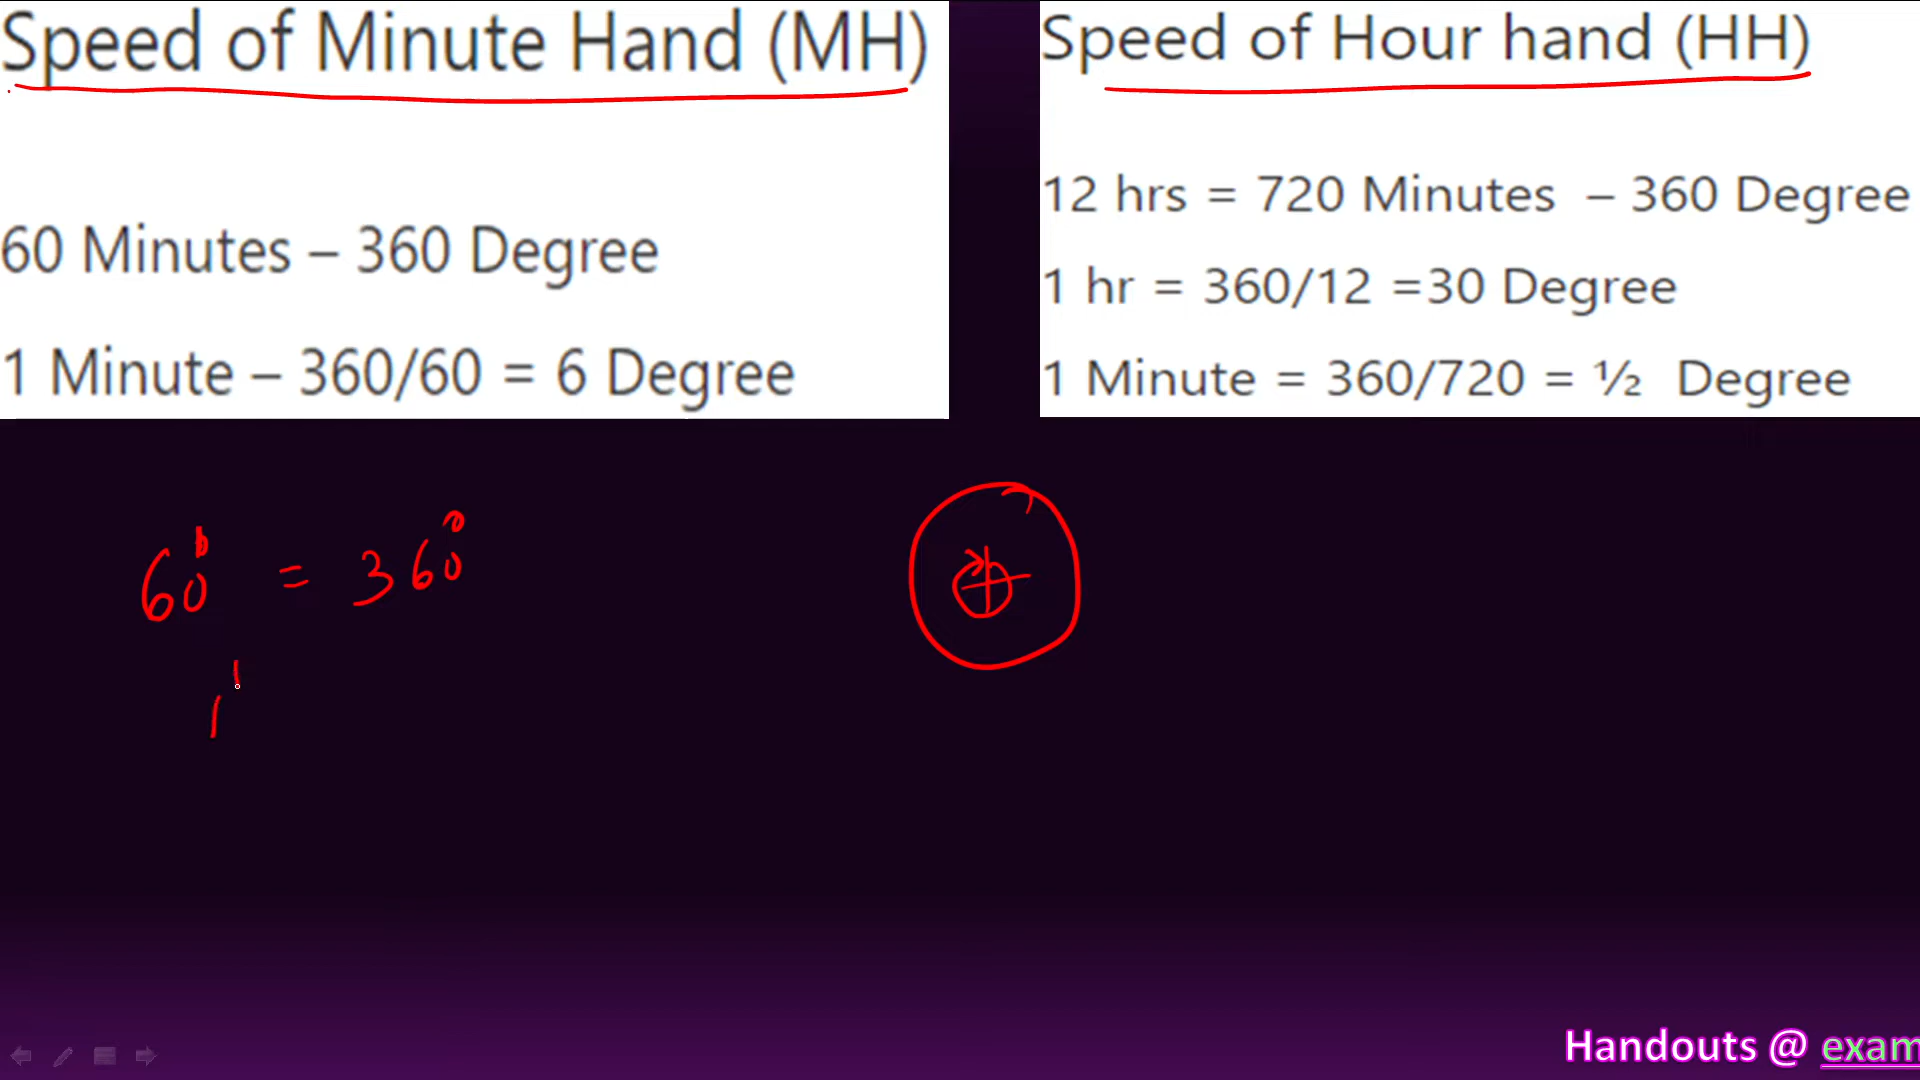 Speed of Minute Hand (MH)
60 Minutes – 360 Degree
1 Minute – 360/60 = 6 Degree
Speed of Hour hand (HH)
12 hrs = 720 Minutes – 360 Degree
1 hr = 360/12 =30 Degree
1 Minute = 360/720 = ½ Degree
60' = 360°
1'
Handouts @ exam